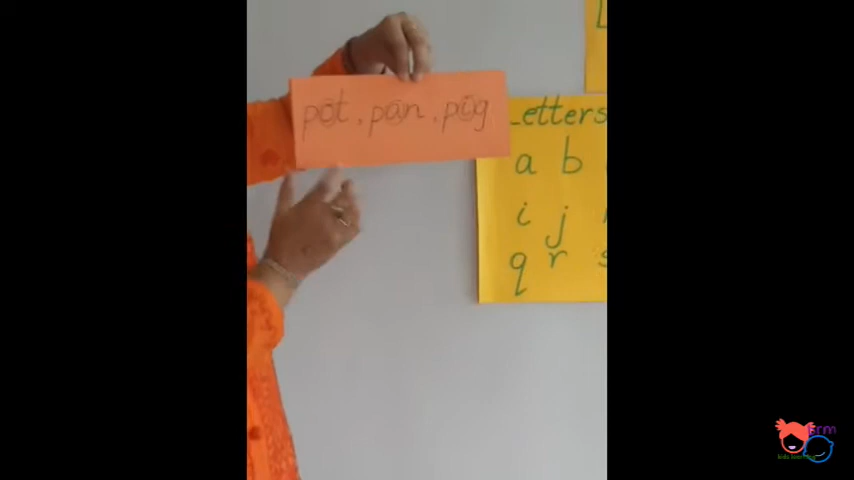 pot, pan, pig
Letters
a b
i j
q r s